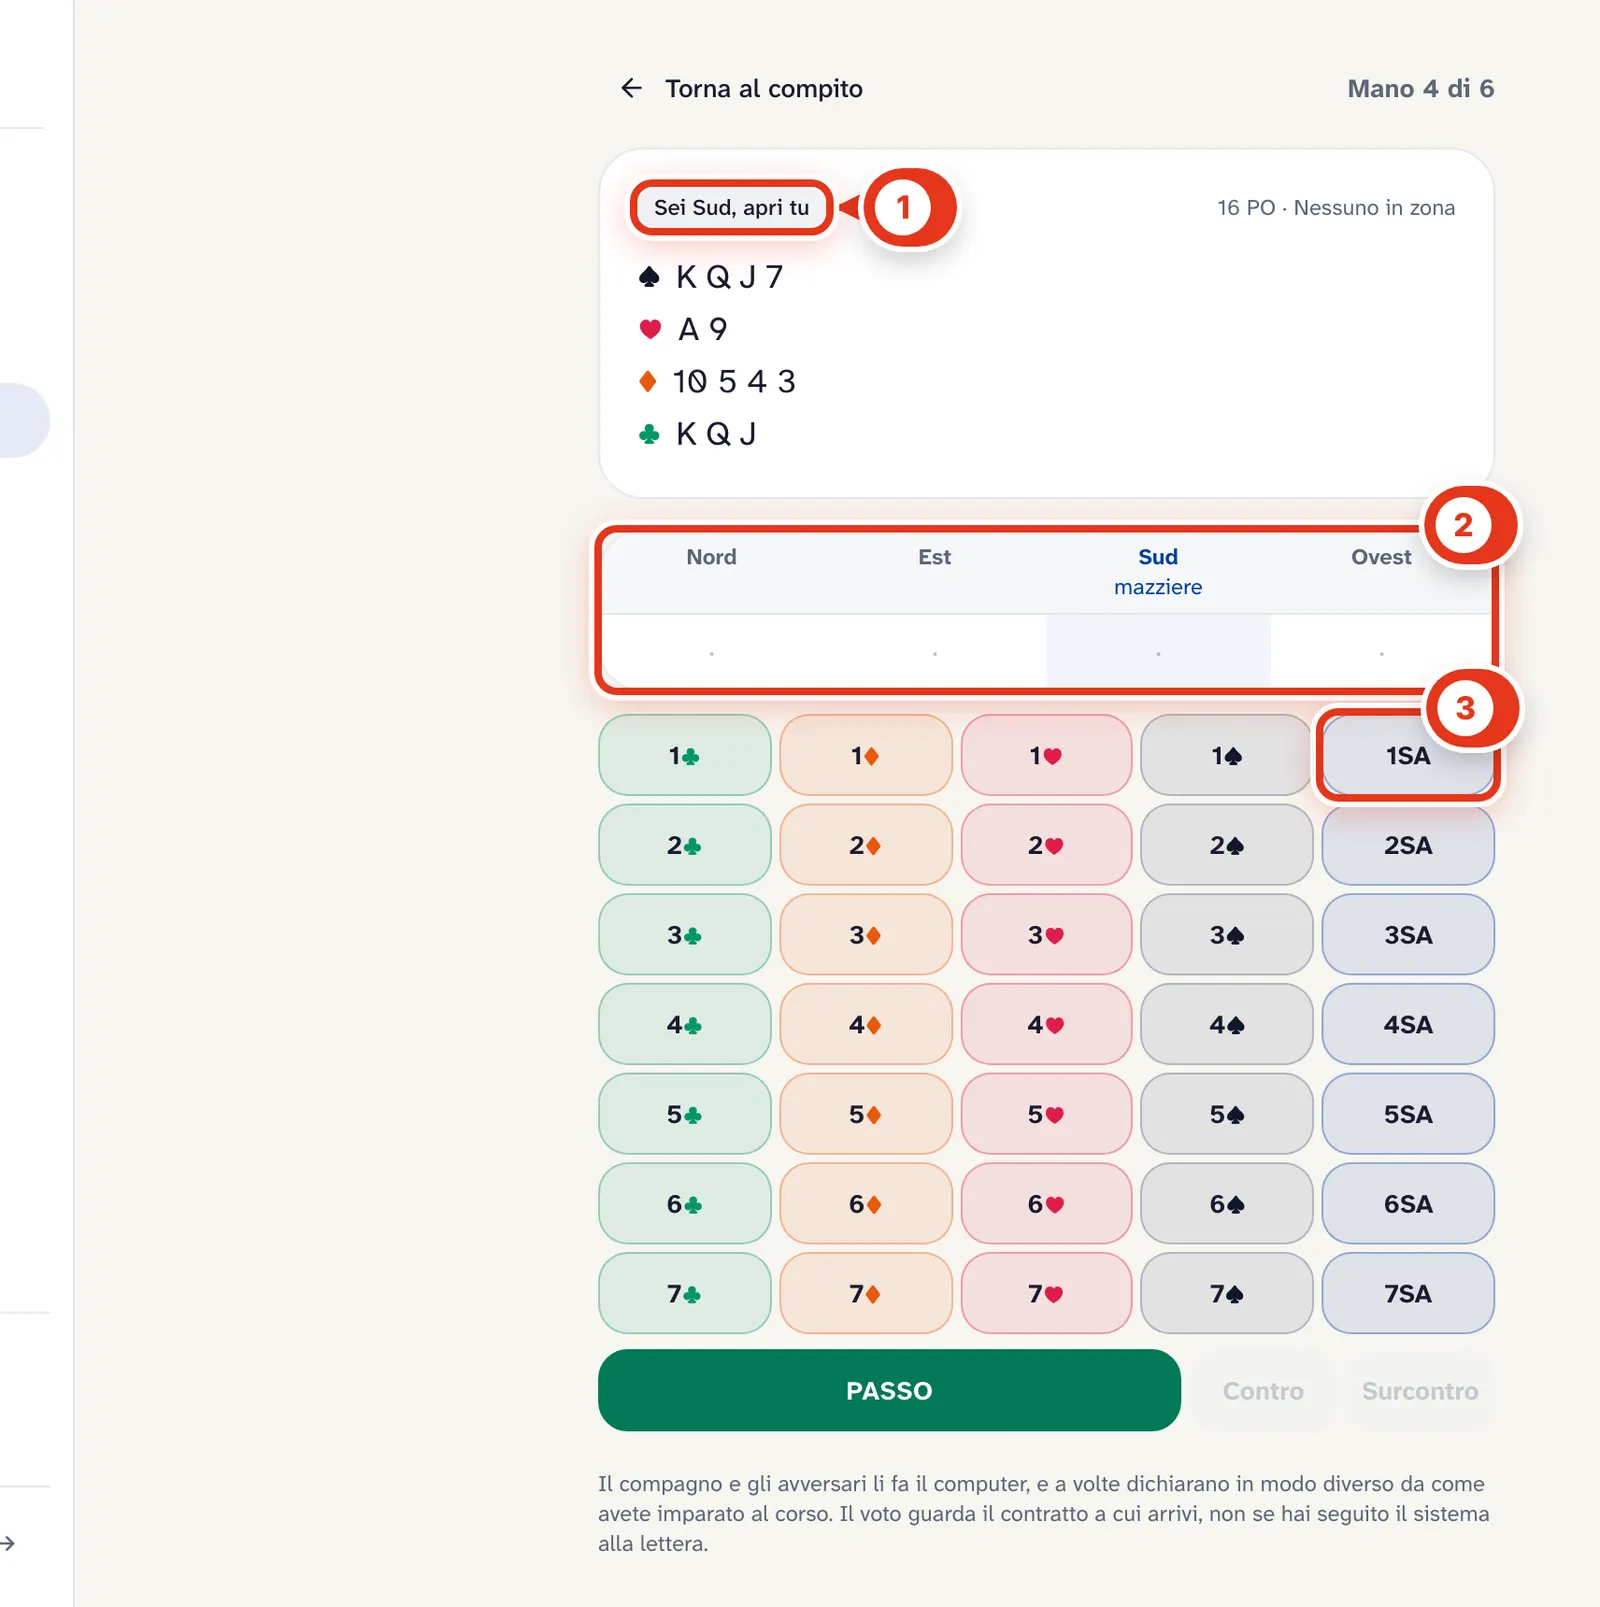 ← Torna al compito
Mano 4 di 6
Sei Sud, apri tu
1
16 PO · Nessuno in zona
♠ K Q J 7
♥ A 9
♦ 10 5 4 3
♣ K Q J
2
Nord Est Sud Ovest
mazziere
· · · ·
3
1♣ 1♦ 1♥ 1♠ 1SA
2♣ 2♦ 2♥ 2♠ 2SA
3♣ 3♦ 3♥ 3♠ 3SA
4♣ 4♦ 4♥ 4♠ 4SA
5♣ 5♦ 5♥ 5♠ 5SA
6♣ 6♦ 6♥ 6♠ 6SA
7♣ 7♦ 7♥ 7♠ 7SA
PASSO Contro Surcontro
Il compagno e gli avversari li fa il computer, e a volte dichiarano in modo diverso da come
avete imparato al corso. Il voto guarda il contratto a cui arrivi, non se hai seguito il sistema
alla lettera.